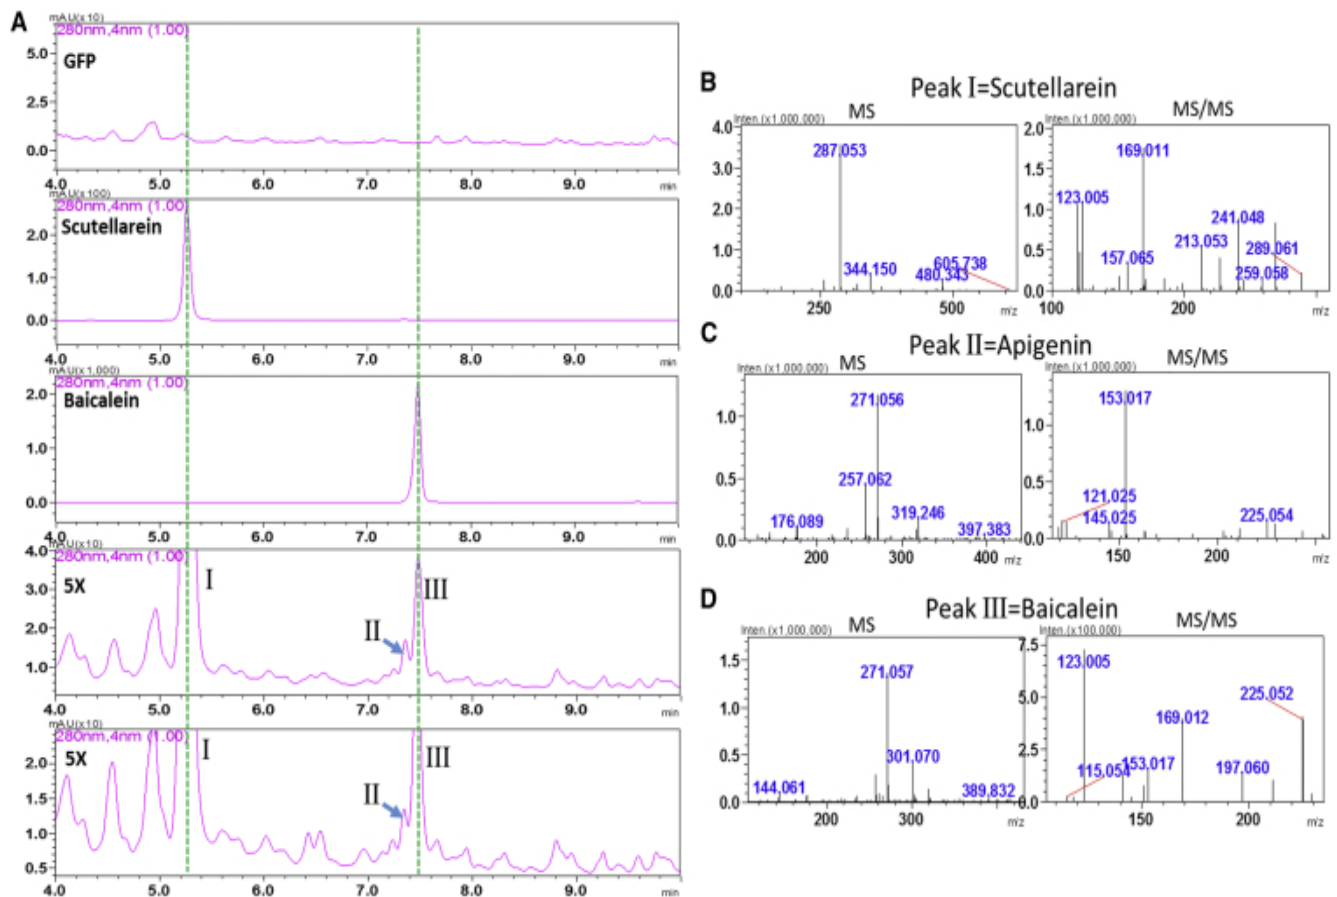 A
mAU(x10)
280nm,4nm (1.00)
GFP
5.0
2.5
0.0
4.0 5.0 6.0 7.0 8.0 9.0 min
mAU(x100)
280nm,4nm (1.00)
Scutellarein
2.0
1.0
0.0
4.0 5.0 6.0 7.0 8.0 9.0 min
mAU(x1,000)
280nm,4nm (1.00)
Baicalein
2.0
1.0
0.0
4.0 5.0 6.0 7.0 8.0 9.0 min
mAU(x10)
280nm,4nm (1.00)
4.0
5X
I
II
III
3.0
2.0
1.0
4.0 5.0 6.0 7.0 8.0 9.0 min
mAU(x10)
280nm,4nm (1.00)
5X
I
II
III
2.0
1.5
1.0
0.5
4.0 5.0 6.0 7.0 8.0 9.0 min
B
Peak I=Scutellarein
MS
Inten.(x1,000,000)
4.0
3.0
2.0
1.0
0.0
287.053
344.150
480.343
605.738
250 500 m/z
MS/MS
Inten.(x1,000,000)
2.0
1.5
1.0
0.5
0.0
169.011
123.005
241.048
213.053
289.061
157.065
259.058
100 200 m/z
C
Peak II=Apigenin
MS
Inten.(x1,000,000)
1.0
0.5
0.0
271.056
257.062
319.246
176.089
397.383
200 300 400 m/z
MS/MS
Inten.(x1,000,000)
1.0
0.5
0.0
153.017
121.025
145.025
225.054
150 200 m/z
D
Peak III=Baicalein
MS
Inten.(x1,000,000)
1.5
1.0
0.5
0.0
271.057
301.070
144.061
389.832
200 300 m/z
MS/MS
Inten.(x100,000)
7.5
5.0
2.5
0.0
123.005
225.052
169.012
115.054
153.017
197.060
150 200 m/z